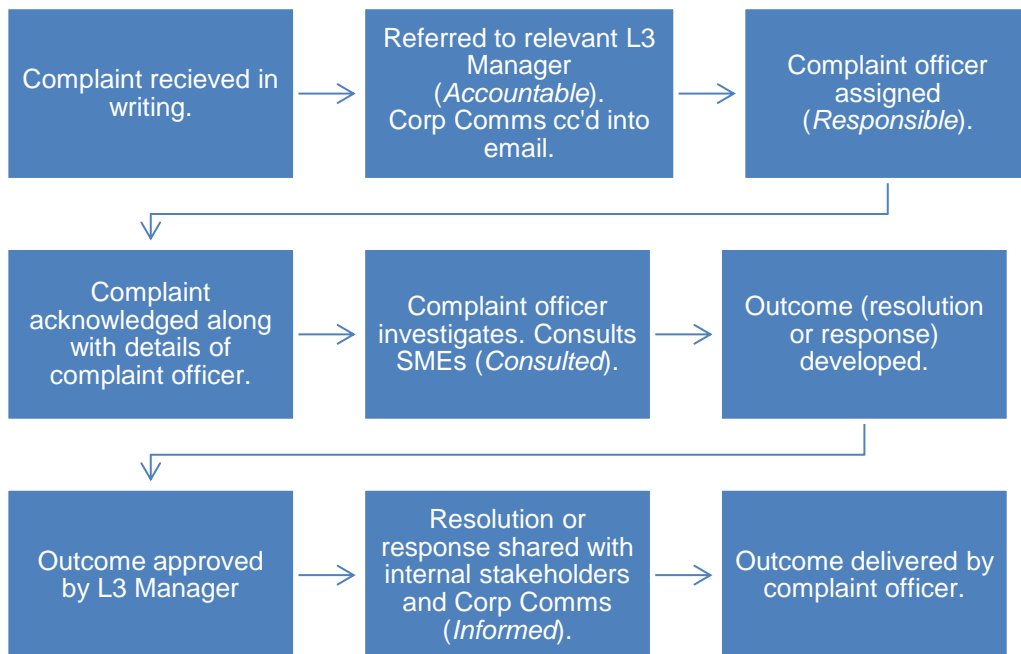 Complaint recieved in
writing.
Referred to relevant L3
Manager
(Accountable).
Corp Comms cc'd into
email.
Complaint officer
assigned
(Responsible).
Complaint
acknowledged along
with details of
complaint officer.
Complaint officer
investigates. Consults
SMEs (Consulted).
Outcome (resolution
or response)
developed.
Outcome approved
by L3 Manager
Resolution or
response shared with
internal stakeholders
and Corp Comms
(Informed).
Outcome delivered by
complaint officer.